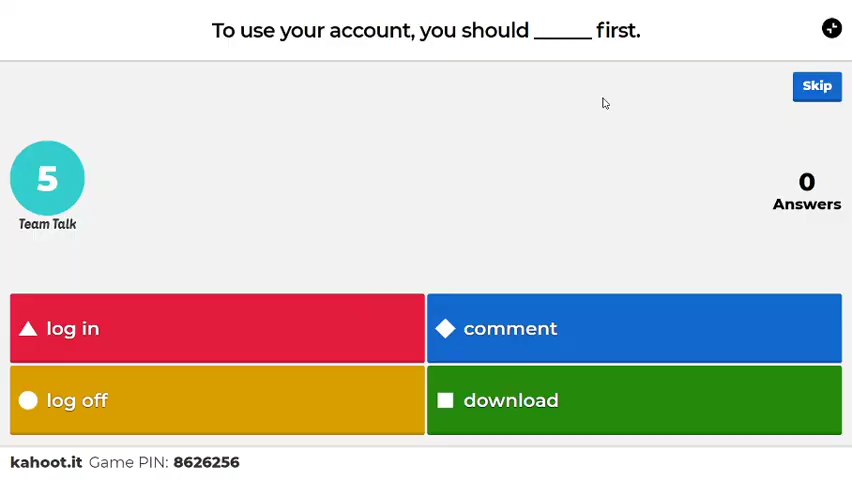 To use your account, you should ______ first.
Skip
5
Team Talk
0
Answers
log in
comment
log off
download
kahoot.it Game PIN: 8626256